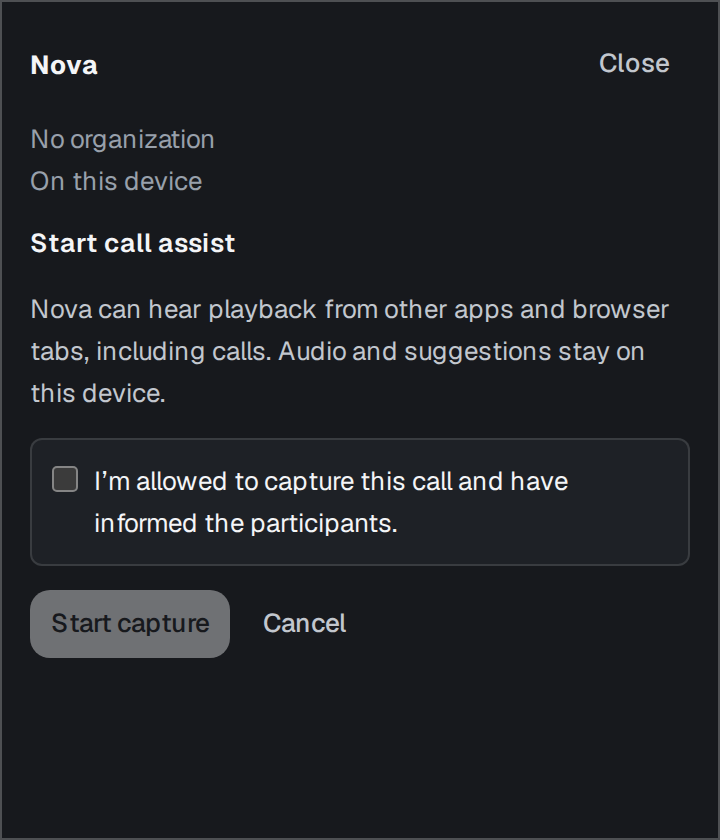 Nova
Close
No organization
On this device
Start call assist
Nova can hear playback from other apps and browser
tabs, including calls. Audio and suggestions stay on
this device.
I’m allowed to capture this call and have
informed the participants.
Start capture
Cancel